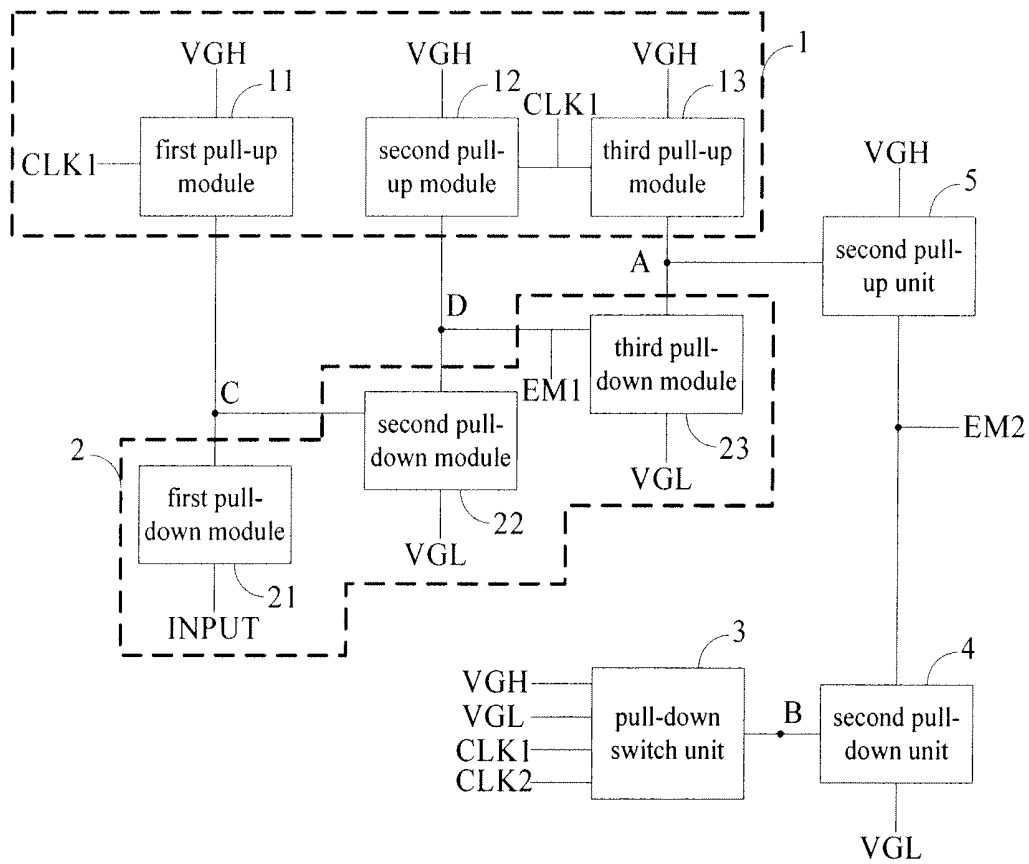 1
VGH
VGH
VGH
11
12
CLK1
13
CLK1
first pull-up
module
second pull-
up module
third pull-up
module
VGH
5
second pull-
up unit
A
D
third pull-
down module
EM1
C
second pull-
down module
23
EM2
2
VGL
first pull-
down module
22
VGL
21
INPUT
3
4
VGH
VGL
CLK1
CLK2
pull-down
switch unit
B
second pull-
down unit
VGL